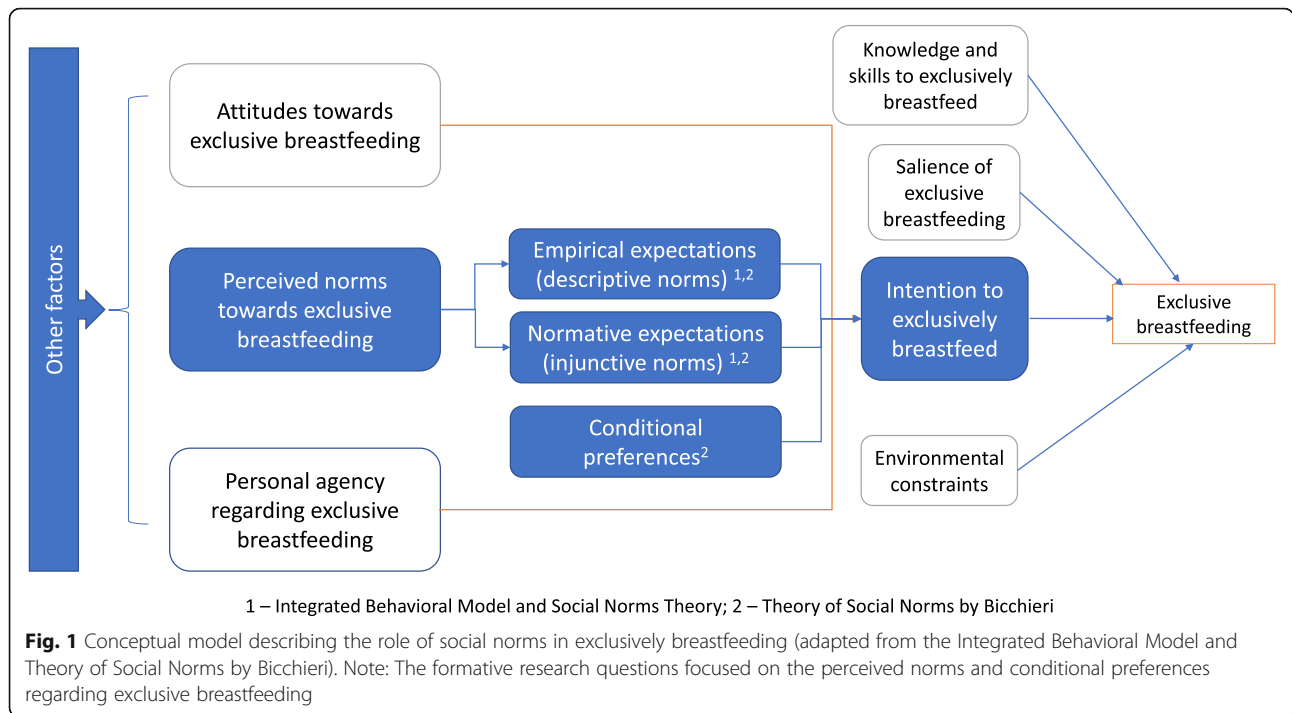 Other factors
Attitudes towards
exclusive breastfeeding
Perceived norms
towards exclusive
breastfeeding
Personal agency
regarding exclusive
breastfeeding
Empirical expectations
(descriptive norms) 1,2
Normative expectations
(injunctive norms) 1,2
Conditional
preferences2
Intention to
exclusively
breastfeed
Knowledge and
skills to exclusively
breastfeed
Salience of
exclusive
breastfeeding
Environmental
constraints
Exclusive
breastfeeding
1 – Integrated Behavioral Model and Social Norms Theory; 2 – Theory of Social Norms by Bicchieri
Fig. 1 Conceptual model describing the role of social norms in exclusively breastfeeding (adapted from the Integrated Behavioral Model and
Theory of Social Norms by Bicchieri). Note: The formative research questions focused on the perceived norms and conditional preferences
regarding exclusive breastfeeding